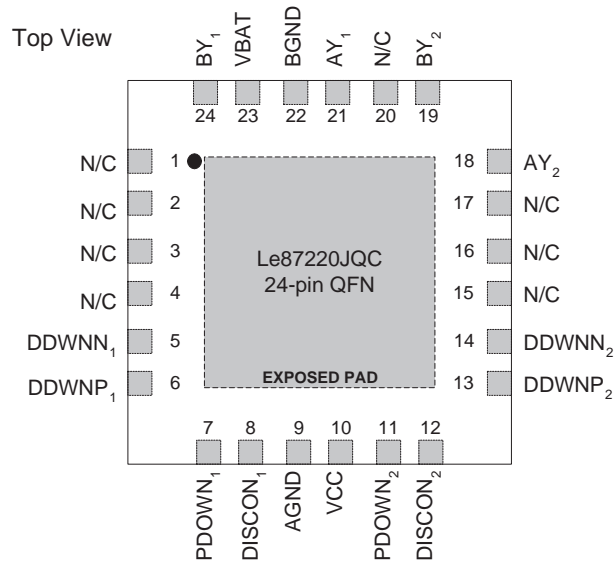 Top View
BY₁ VBAT BGND AY₁ N/C BY₂
24 23 22 21 20 19
N/C 1 18 AY₂
N/C 2 17 N/C
N/C 3 16 N/C
N/C 4 15 N/C
DDWNN₁ 5 14 DDWNN₂
DDWNP₁ 6 13 DDWNP₂
Le87220JQC
24-pin QFN
EXPOSED PAD
7 8 9 10 11 12
PDOWN₁ DISCON₁ AGND VCC PDOWN₂ DISCON₂